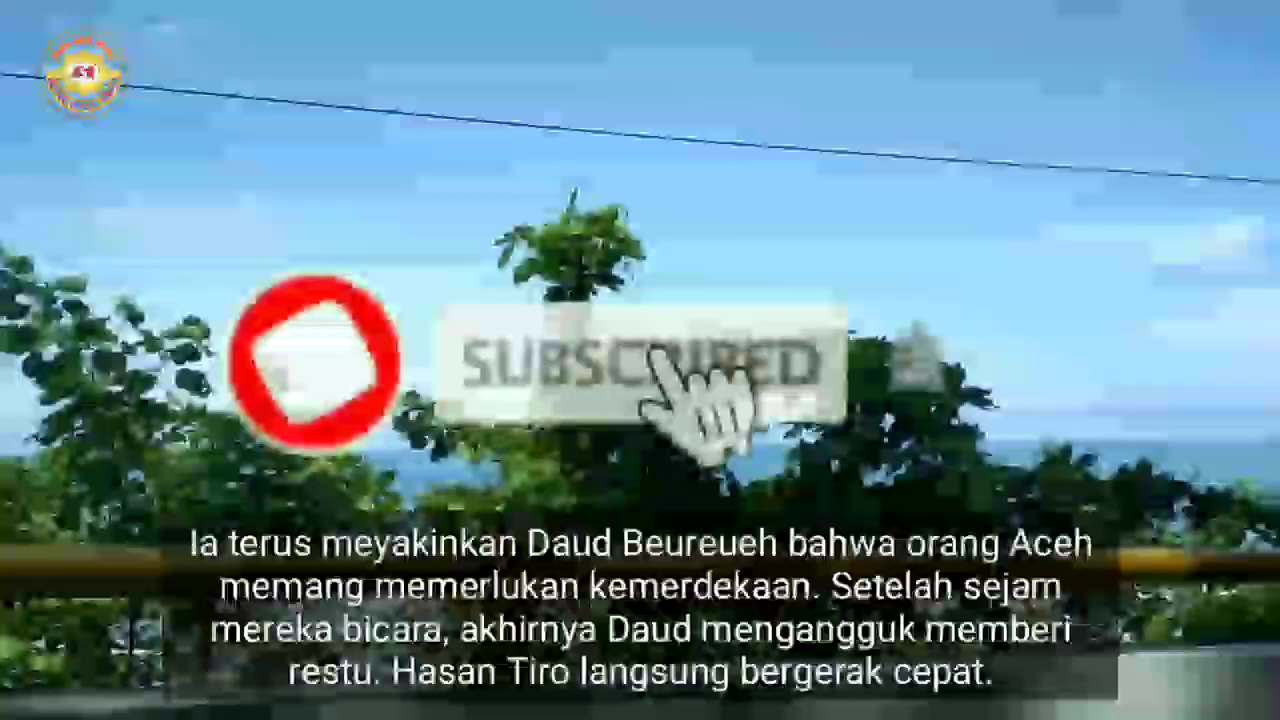 SUBSCRIBED
Ia terus meyakinkan Daud Beureueh bahwa orang Aceh
memang memerlukan kemerdekaan. Setelah sejam
mereka bicara, akhirnya Daud mengangguk memberi
restu. Hasan Tiro langsung bergerak cepat.